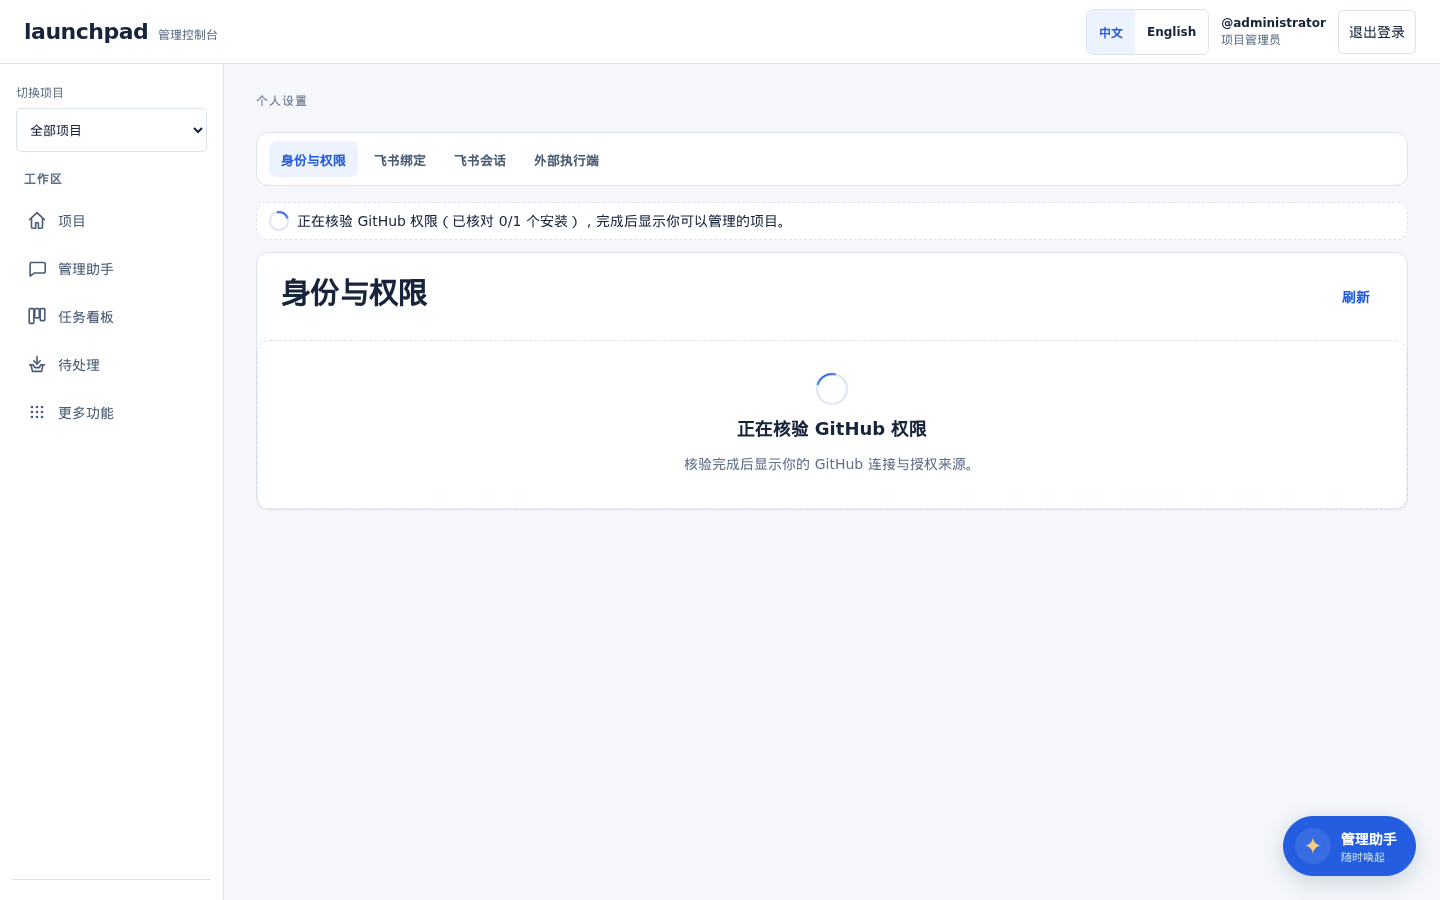 launchpad 管理控制台
中文 English
@administrator
项目管理员
退出登录
切换项目
全部项目
工作区
项目
管理助手
任务看板
待处理
更多功能
个人设置
身份与权限 飞书绑定 飞书会话 外部执行端
正在核验 GitHub 权限（已核对 0/1 个安装），完成后显示你可以管理的项目。
身份与权限
刷新
正在核验 GitHub 权限
核验完成后显示你的 GitHub 连接与授权来源。
管理助手
随时唤起